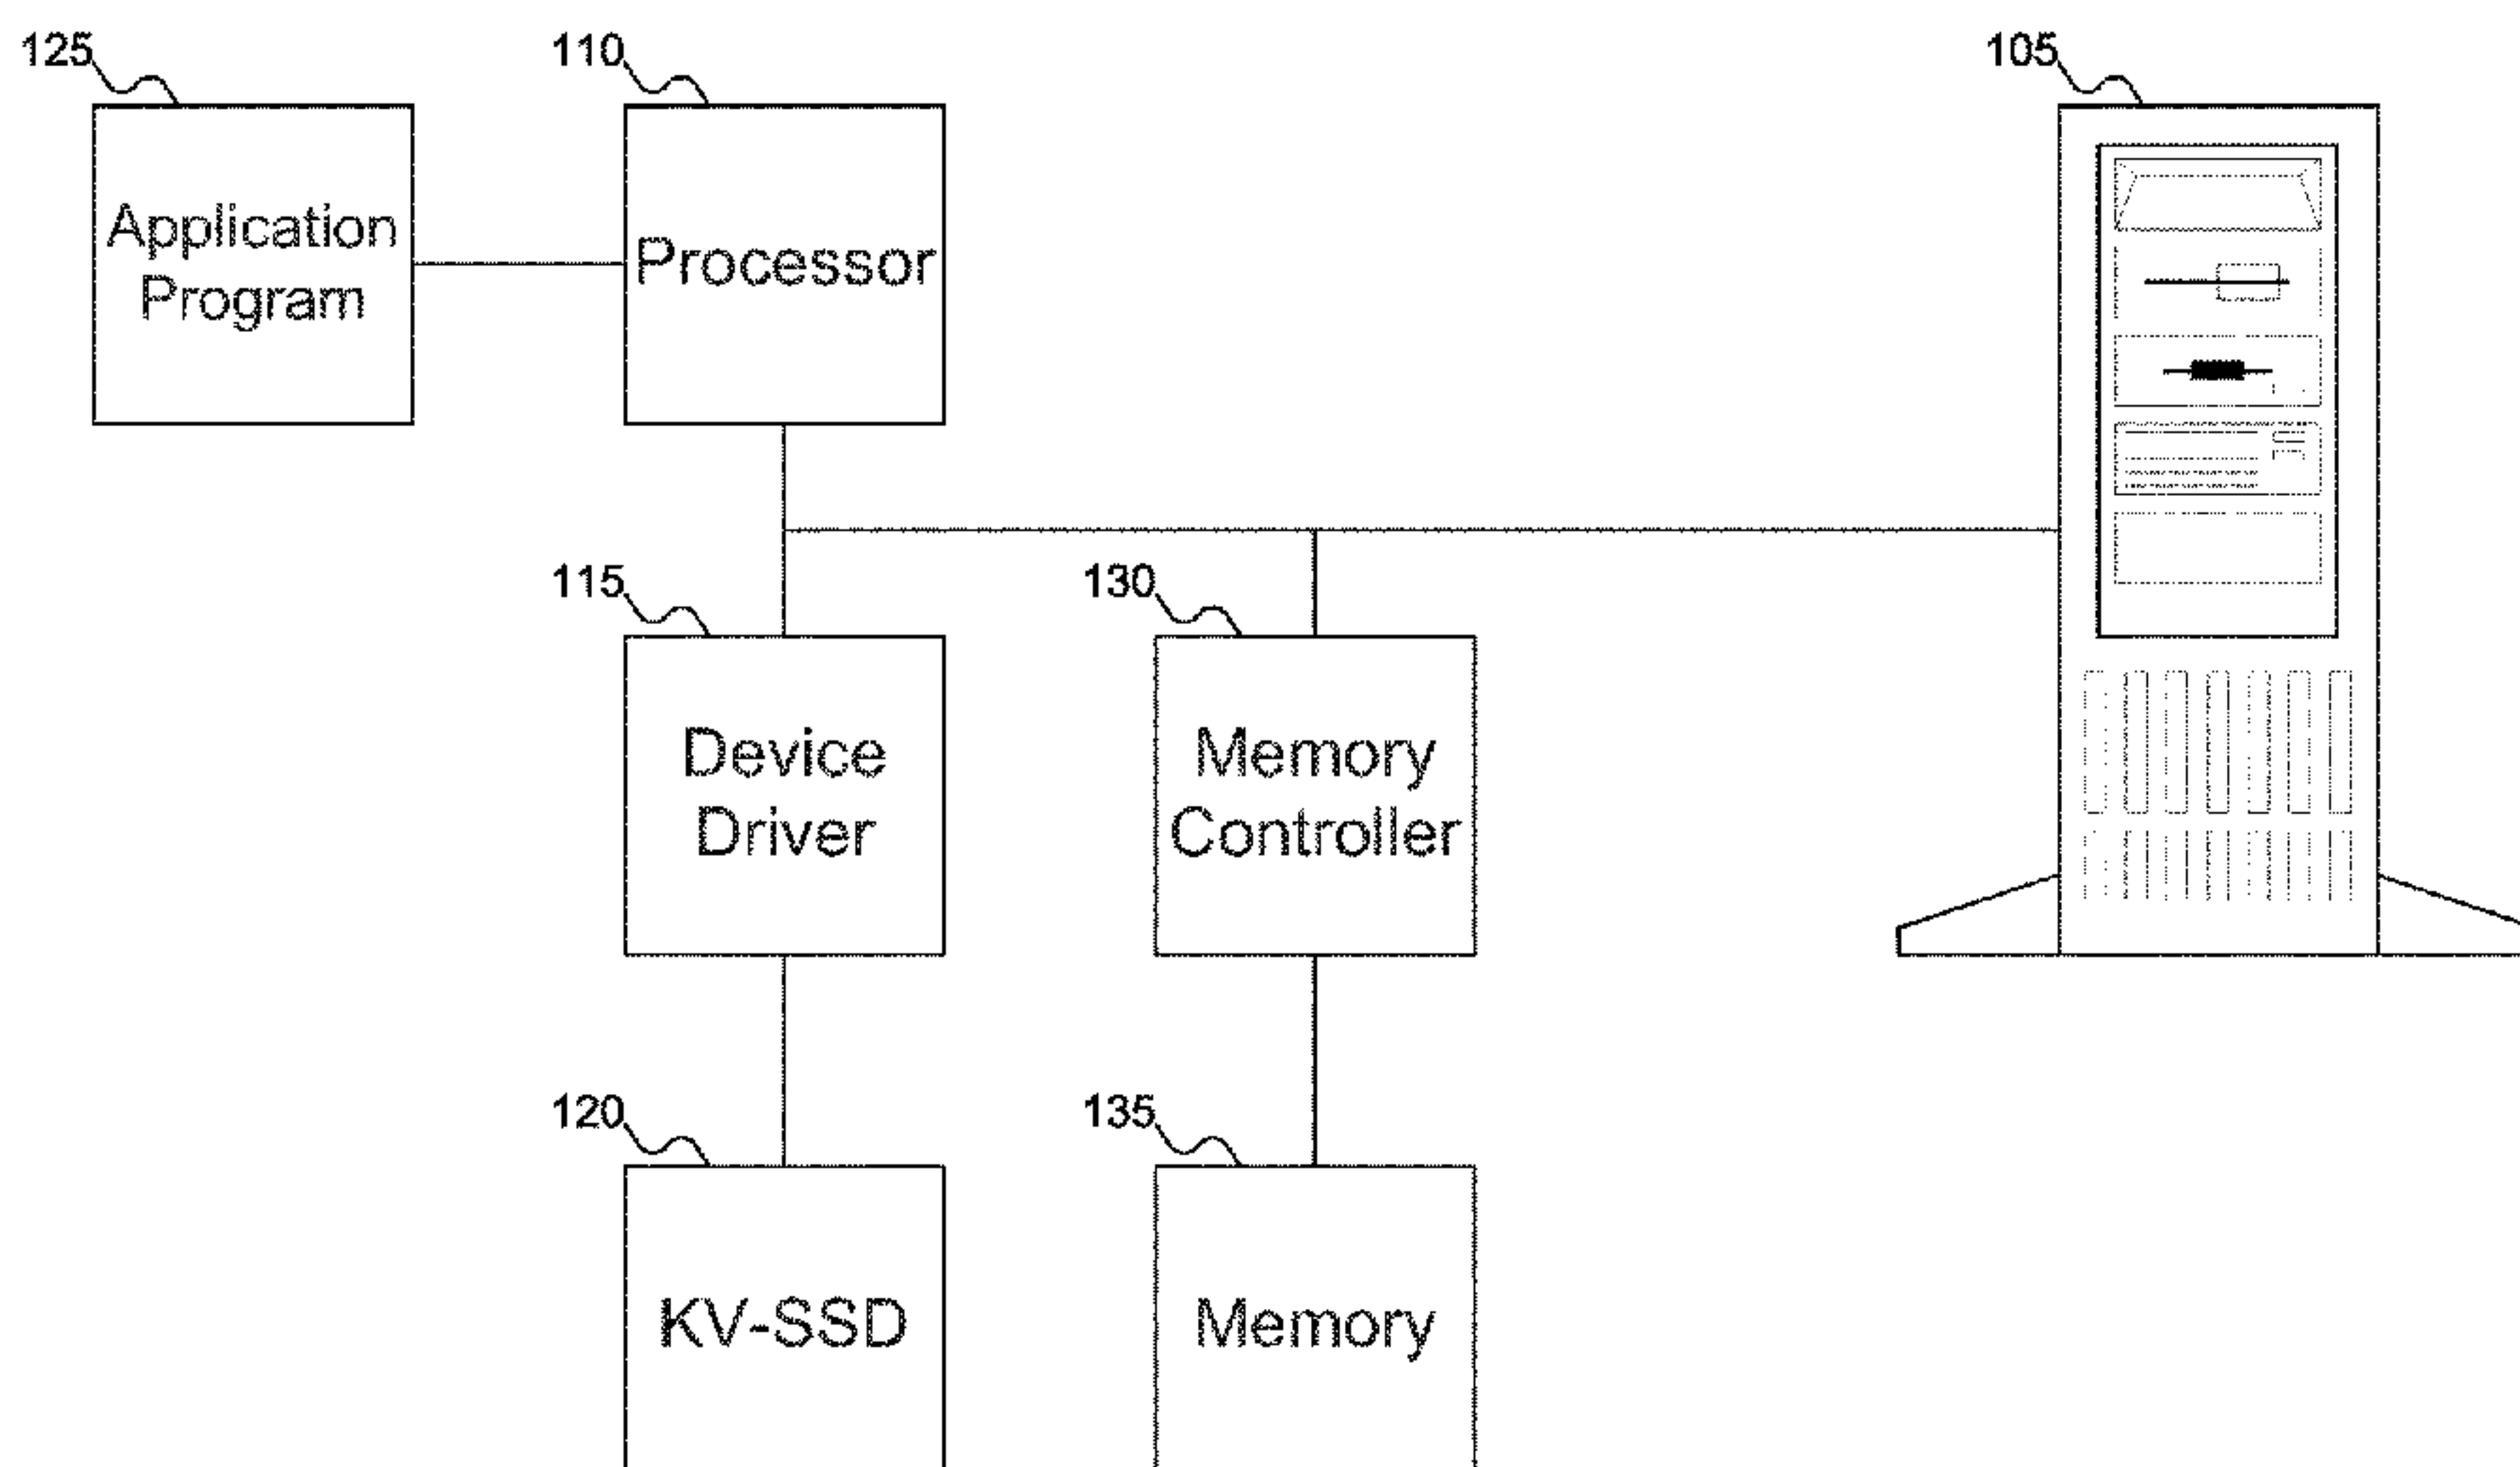 125
110
105
Application
Program
Processor
115
130
Device
Driver
Memory
Controller
120
135
KV-SSD
Memory